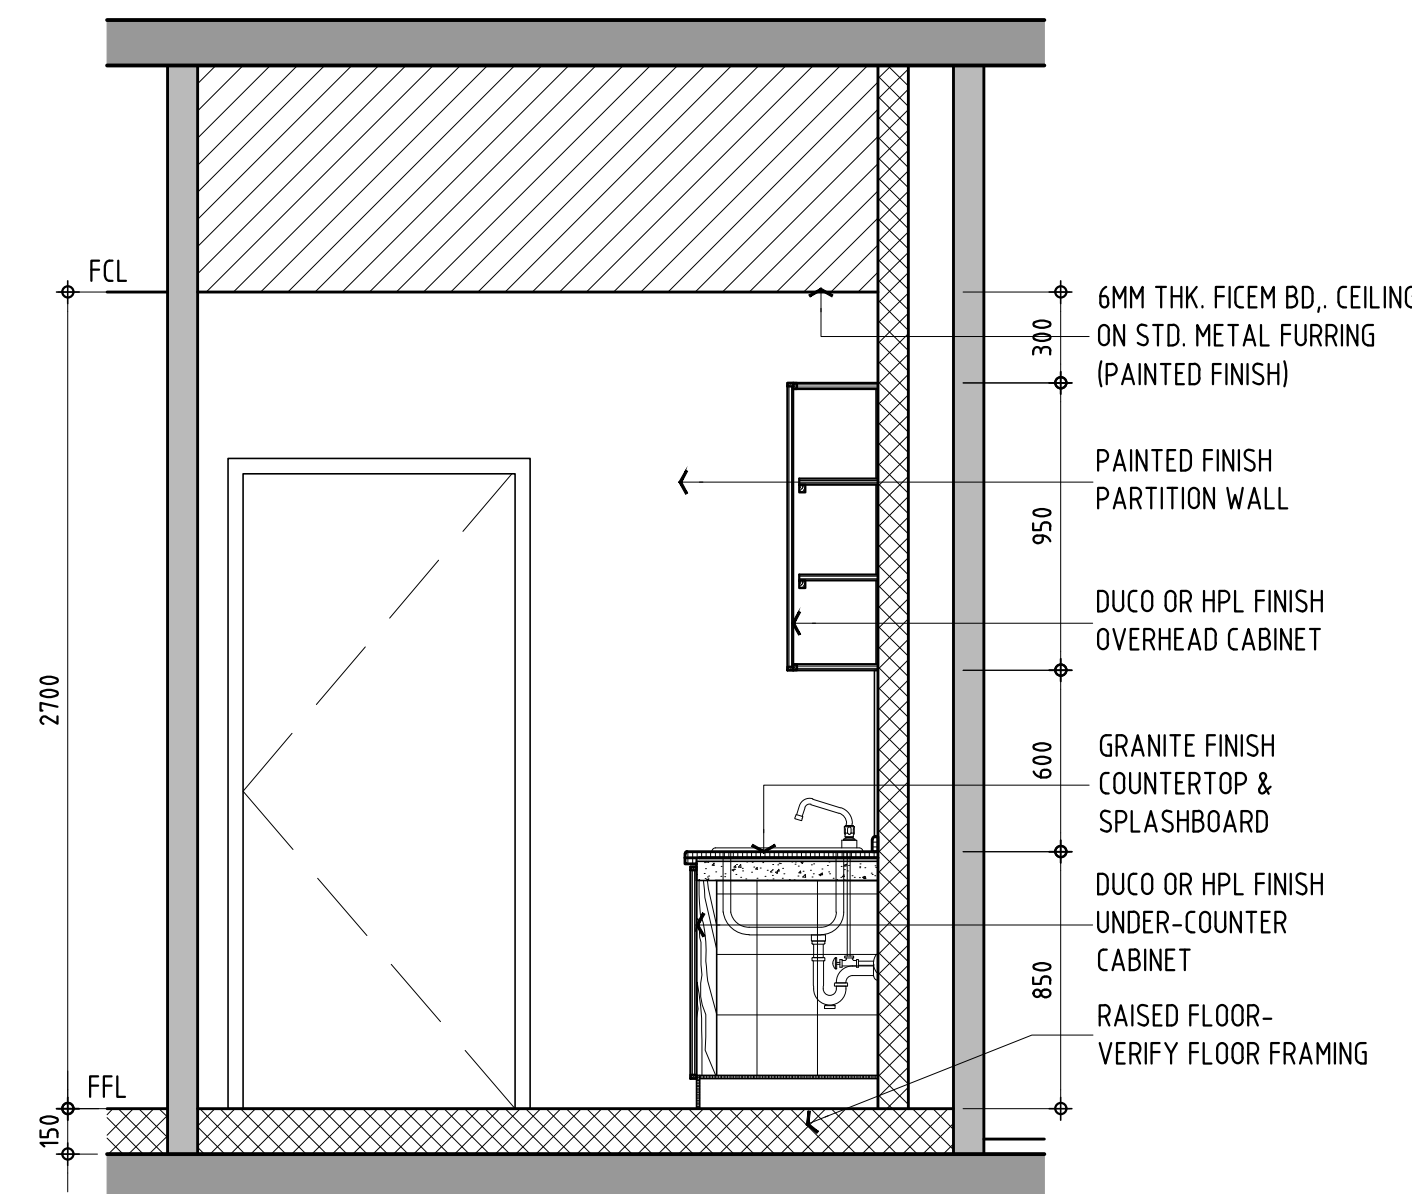 FCL
6MM THK. FICEM BD,. CEILING
ON STD. METAL FURRING
(PAINTED FINISH)
300
PAINTED FINISH
PARTITION WALL
950
DUCO OR HPL FINISH
OVERHEAD CABINET
2700
600
GRANITE FINISH
COUNTERTOP &
SPLASHBOARD
DUCO OR HPL FINISH
UNDER-COUNTER
CABINET
850
RAISED FLOOR-
VERIFY FLOOR FRAMING
FFL
150